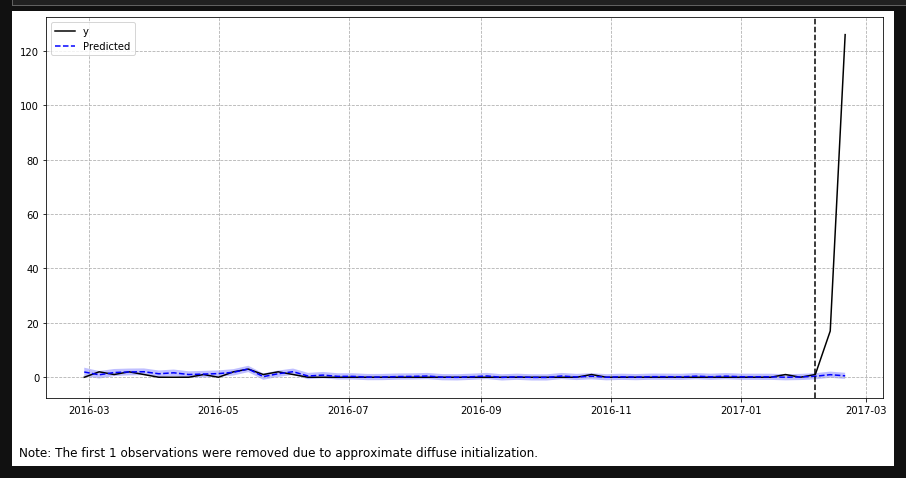 y
Predicted
120
100
80
60
40
20
0
2016-03 2016-05 2016-07 2016-09 2016-11 2017-01 2017-03
Note: The first 1 observations were removed due to approximate diffuse initialization.